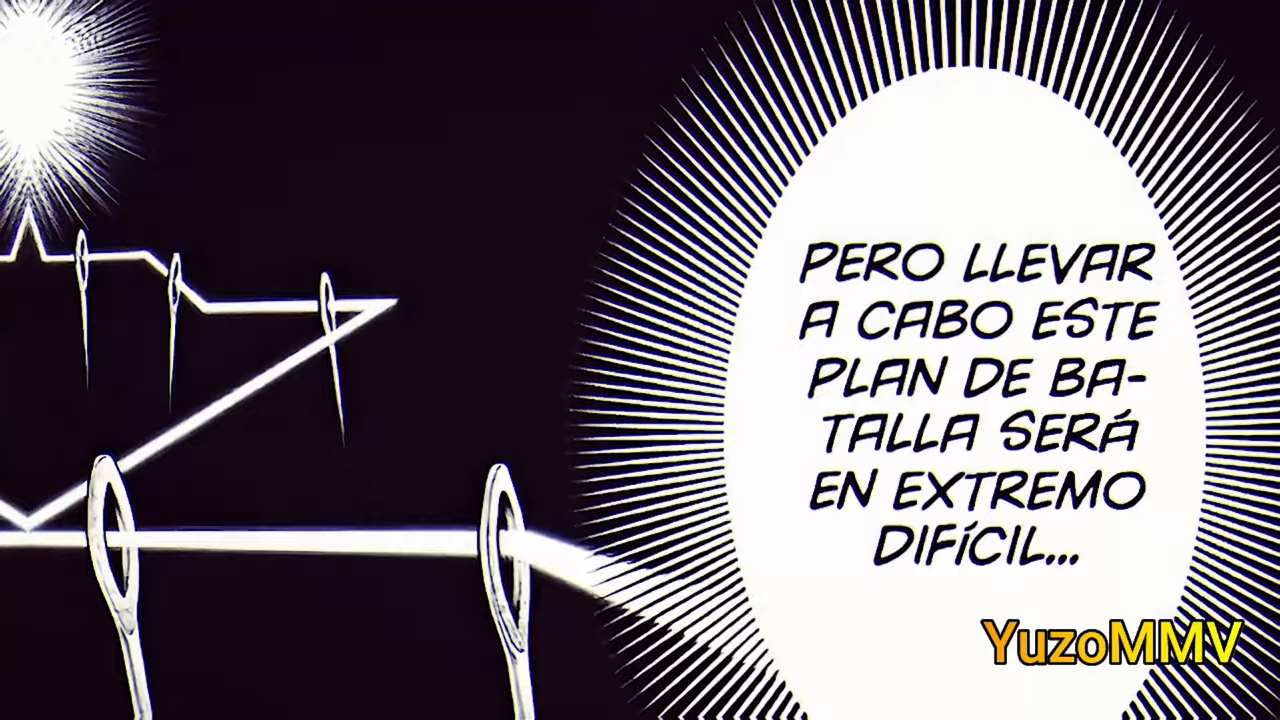 PERO LLEVAR
A CABO ESTE
PLAN DE BA-
TALLA SERÁ
EN EXTREMO
DIFÍCIL...
YuzoMMV